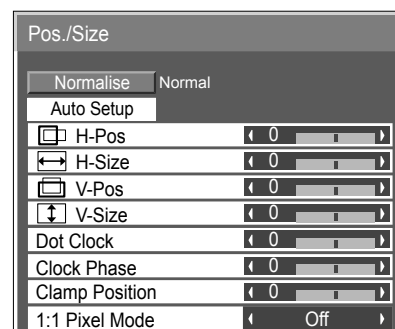 Pos./Size
Normalise Normal
Auto Setup
H-Pos 0
H-Size 0
V-Pos 0
V-Size 0
Dot Clock 0
Clock Phase 0
Clamp Position 0
1:1 Pixel Mode Off